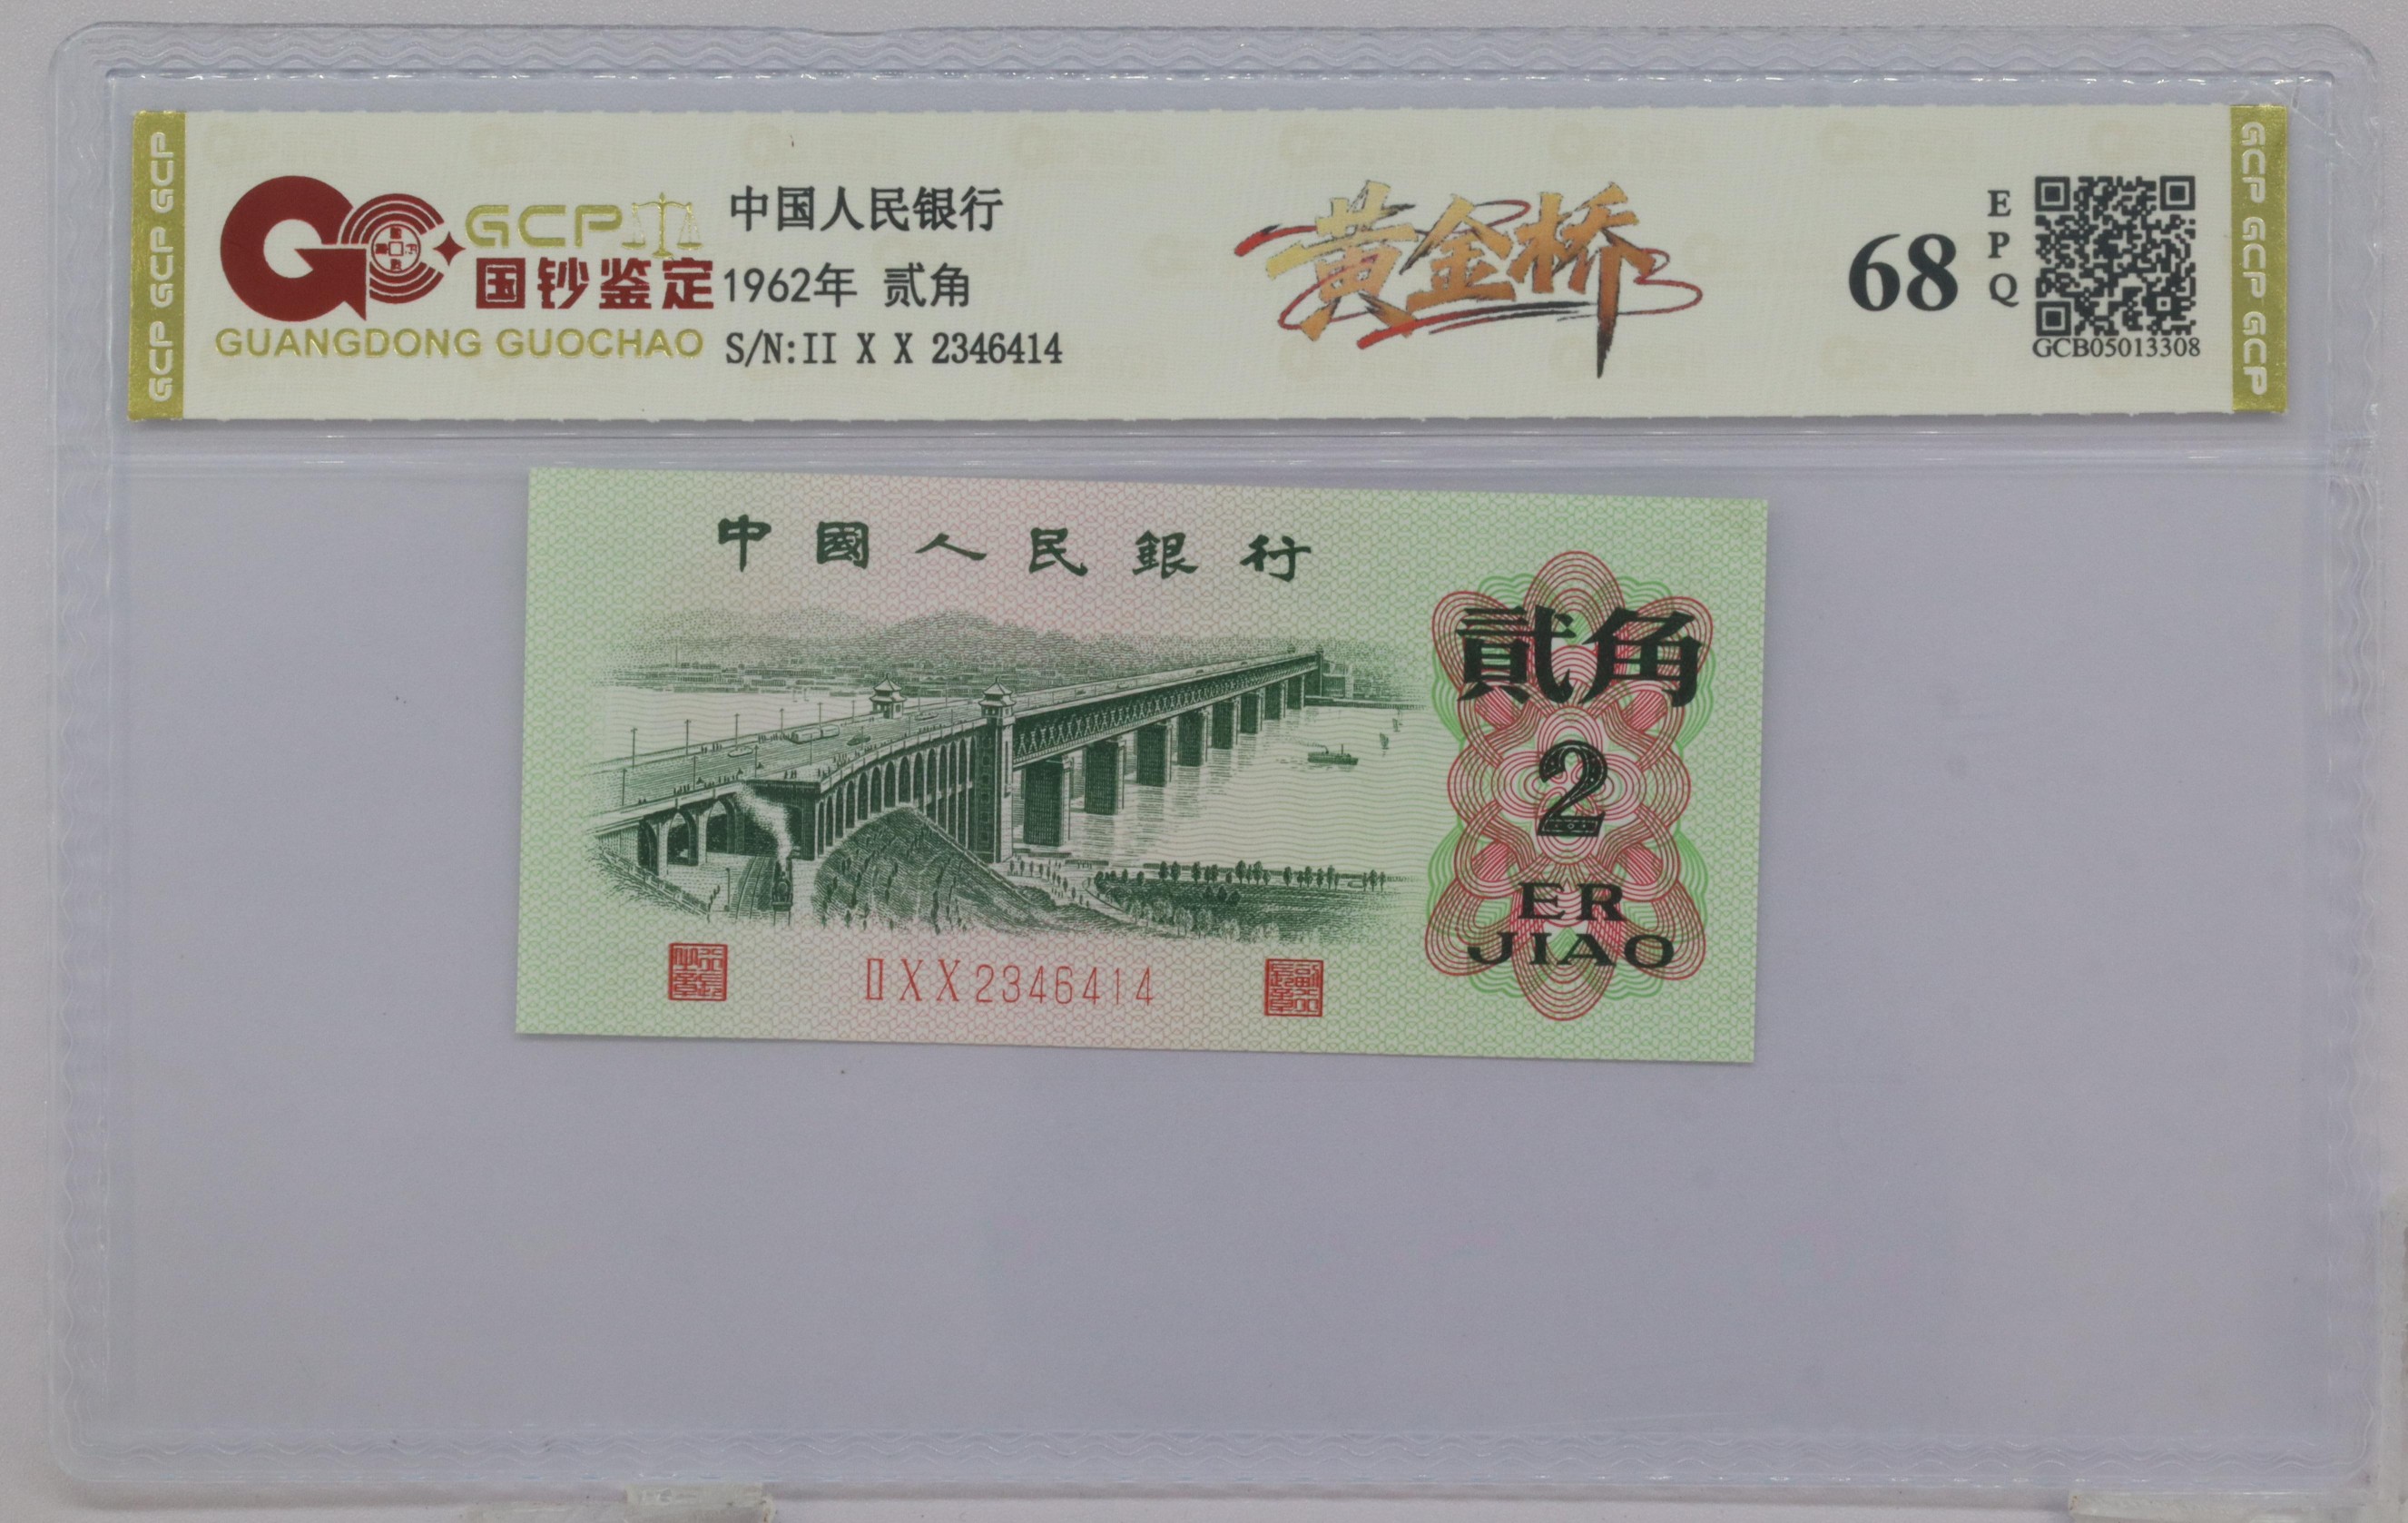 GCP GCP GCP
GCP
国钞鉴定
GUANGDONG GUOCHAO
中国人民银行
1962年 贰角
S/N:II X X 2346414
黄金桥
68
EPQ
GCB05013308
GCP GCP GCP
中國人民銀行
貳角
2
ER
JIAO
ⅡXX2346414